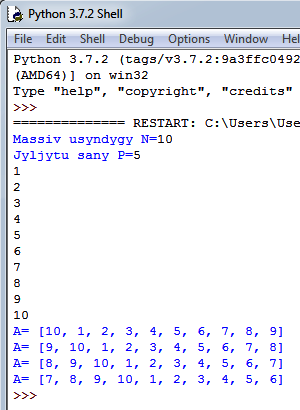 Python 3.7.2 Shell
File Edit Shell Debug Options Window
Python 3.7.2 (tags/v3.7.2:9a3ffc0492
(AMD64)] on win32
Type "help", "copyright", "credits"
>>>
============== RESTART: C:\Users\Use
Massiv usyndygy N=10
Jyljytu sany P=5
1
2
3
4
5
6
7
8
9
10
A= [10, 1, 2, 3, 4, 5, 6, 7, 8, 9]
A= [9, 10, 1, 2, 3, 4, 5, 6, 7, 8]
A= [8, 9, 10, 1, 2, 3, 4, 5, 6, 7]
A= [7, 8, 9, 10, 1, 2, 3, 4, 5, 6]
>>>